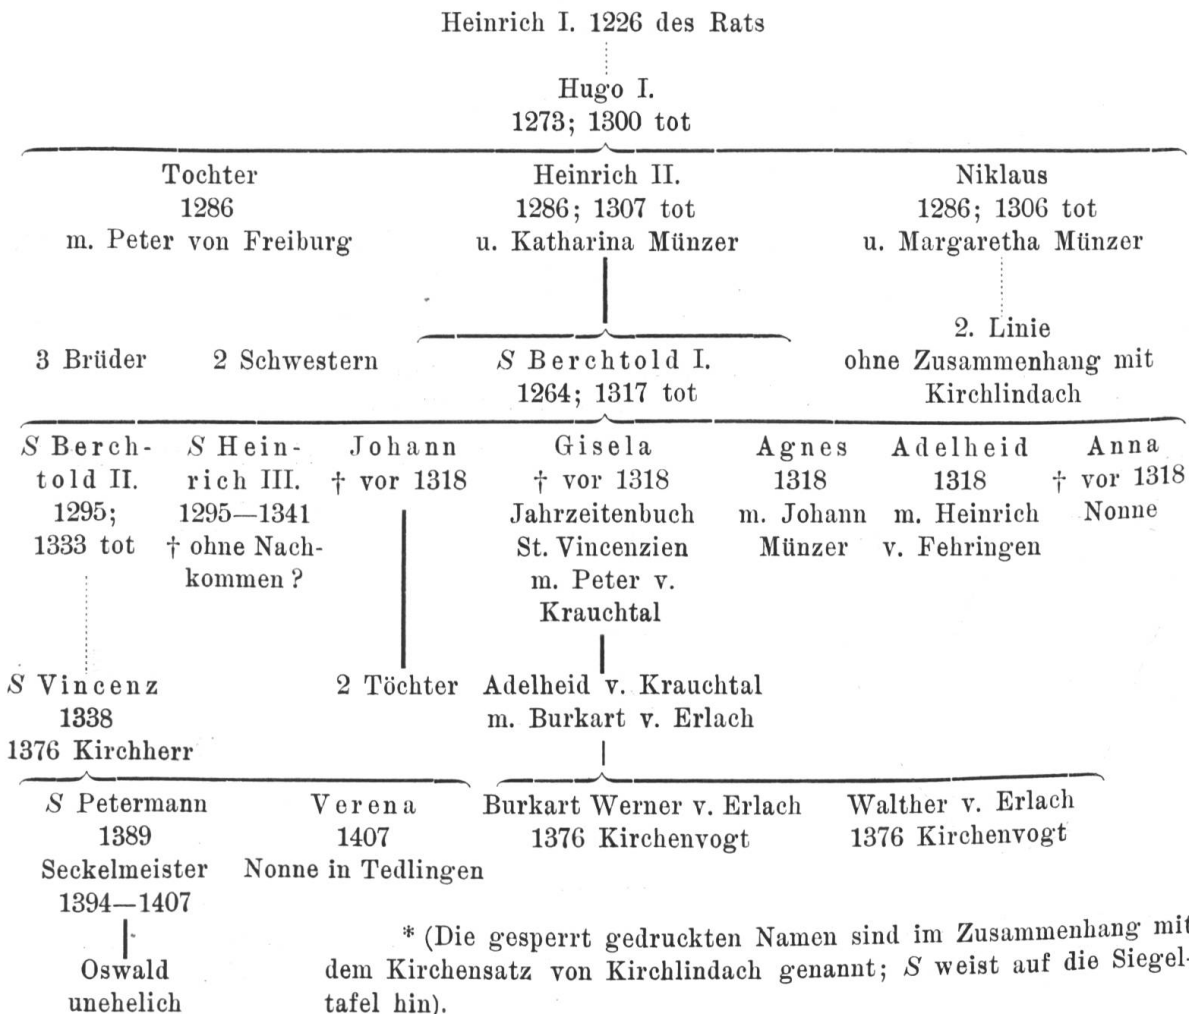 Heinrich I. 1226 des Rats
Hugo I.
1273; 1300 tot
Tochter
1286
m. Peter von Freiburg
Heinrich II.
1286; 1307 tot
u. Katharina Münzer
Niklaus
1286; 1306 tot
u. Margaretha Münzer
2. Linie
ohne Zusammenhang mit
Kirchlindach
3 Brüder
2 Schwestern
S Berchtold I.
1264; 1317 tot
S Berch-
told II.
1295;
1333 tot
S Hein-
rich III.
1295—1341
† ohne Nach-
kommen?
Johann
† vor 1318
Gisela
† vor 1318
Jahrzeitenbuch
St. Vincenzien
m. Peter v.
Krauchtal
Agnes
1318
m. Johann
Münzer
Adelheid
1318
m. Heinrich
v. Fehringen
Anna
† vor 1318
Nonne
S Vincenz
1338
1376 Kirchherr
2 Töchter
Adelheid v. Krauchtal
m. Burkart v. Erlach
S Petermann
1389
Seckelmeister
1394—1407
Verena
1407
Nonne in Tedlingen
Burkart Werner v. Erlach
1376 Kirchenvogt
Walther v. Erlach
1376 Kirchenvogt
Oswald
unehelich
* (Die gesperrt gedruckten Namen sind im Zusammenhang mit
dem Kirchensatz von Kirchlindach genannt; S weist auf die Siegel-
tafel hin).